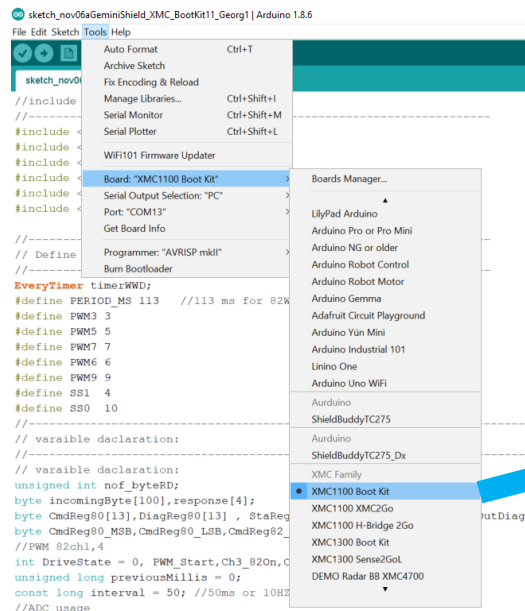 sketch_nov06aGeminiShield_XMC_BootKit11_Georg1 | Arduino 1.8.6
File Edit Sketch Tools Help
sketch_nov0
Auto Format Ctrl+T
Archive Sketch
Fix Encoding & Reload
Manage Libraries... Ctrl+Shift+I
Serial Monitor Ctrl+Shift+M
Serial Plotter Ctrl+Shift+L
WiFi101 Firmware Updater
Board: "XMC1100 Boot Kit"
Serial Output Selection: "PC"
Port: "COM13"
Get Board Info
Programmer: "AVRISP mkII"
Burn Bootloader
Boards Manager...
LilyPad Arduino
Arduino Pro or Pro Mini
Arduino NG or older
Arduino Robot Control
Arduino Robot Motor
Arduino Gemma
Adafruit Circuit Playground
Arduino Yún Mini
Arduino Industrial 101
Linino One
Arduino Uno WiFi
Aurduino
ShieldBuddyTC275
Aurduino
ShieldBuddyTC275_Dx
XMC Family
XMC1100 Boot Kit
XMC1100 XMC2Go
XMC1100 H-Bridge 2Go
XMC1300 Boot Kit
XMC1300 Sense2GoL
DEMO Radar BB XMC4700
//include
//--------
#include <
#include <
#include <
#include <
#include <
#include <
//--------
// Define
//--------
EveryTimer timerWWD;
#define PERIOD_MS 113 //113 ms for 82W
#define PWM3 3
#define PWM5 5
#define PWM7 7
#define PWM6 6
#define PWM9 9
#define SS1 4
#define SS0 10
//--------
// varaible daclaration:
//--------
// varaible daclaration:
unsigned int nof_byteRD;
byte incomingByte[100],response[4];
byte CmdReg80[13],DiagReg80[13] , StaReg OutDiag
byte CmdReg80_MSB,CmdReg80_LSB,CmdReg82_
//PWM 82ch1,4
int DriveState = 0, PWM_Start,Ch3_82On,C
unsigned long previousMillis = 0;
const long interval = 50; //50ms or 10HZ
//ADC usage